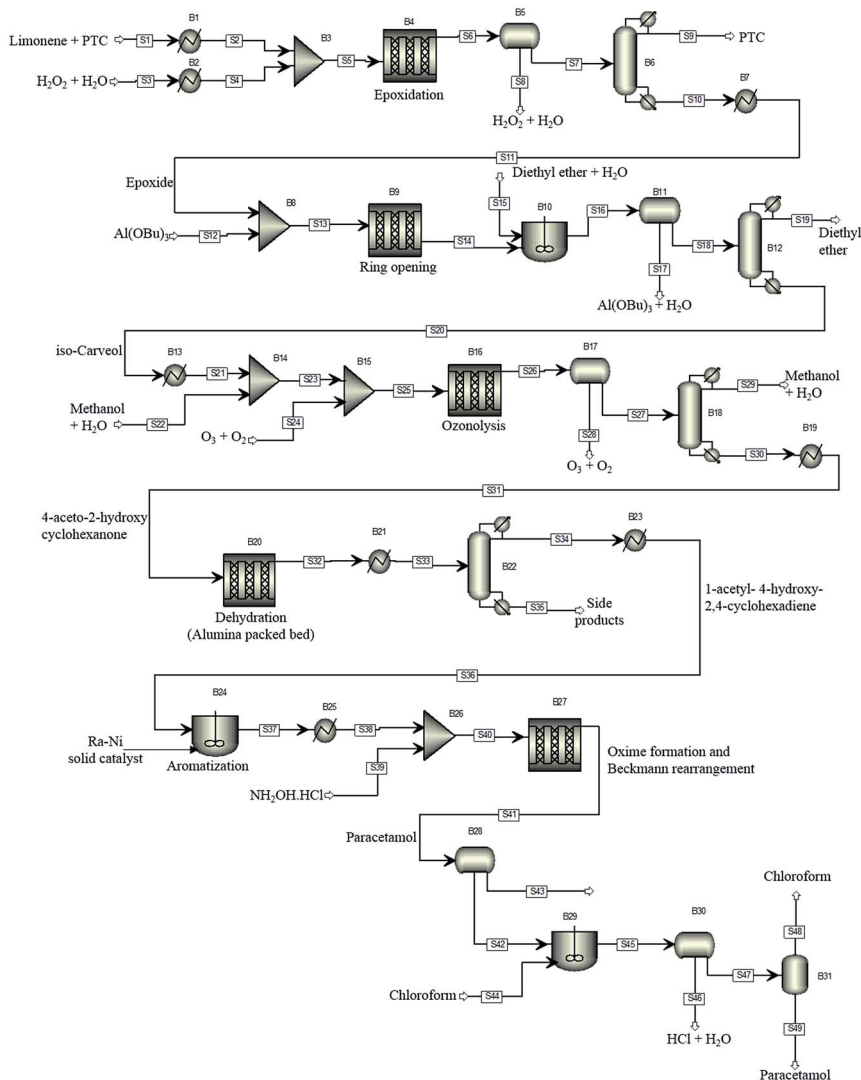 B1
B3
B4
B5
S9
PTC
Limonene + PTC
S1
S2
S5
S6
S7
B6
H₂O₂ + H₂O
S3
B2
S4
Epoxidation
S8
H₂O₂ + H₂O
S10
B7
S11
Diethyl ether + H₂O
Epoxide
B8
B9
S15
B10
S16
B11
S19
Diethyl
ether
Al(OBu)₃
S12
S13
S14
S18
B12
Ring opening
S17
Al(OBu)₃ + H₂O
S20
iso-Carveol
B13
S21
B14
B15
B16
S26
B17
S29
Methanol
+ H₂O
S23
S25
S27
B18
Methanol
+ H₂O
S22
S24
O₃ + O₂
Ozonolysis
S28
O₃ + O₂
S30
B19
S31
4-aceto-2-hydroxy
cyclohexanone
B20
S32
B21
S33
S34
B23
B22
Dehydration
(Alumina packed bed)
S35
Side
products
1-acetyl- 4-hydroxy-
2,4-cyclohexadiene
S36
B24
S37
B25
S38
B26
B27
S40
Ra-Ni
solid catalyst
Aromatization
S39
Oxime formation and
Beckmann rearrangement
NH₂OH.HCl
S41
Paracetamol
B28
S43
Chloroform
S42
B29
S45
B30
S48
S47
B31
Chloroform
S44
S46
HCl + H₂O
S49
Paracetamol